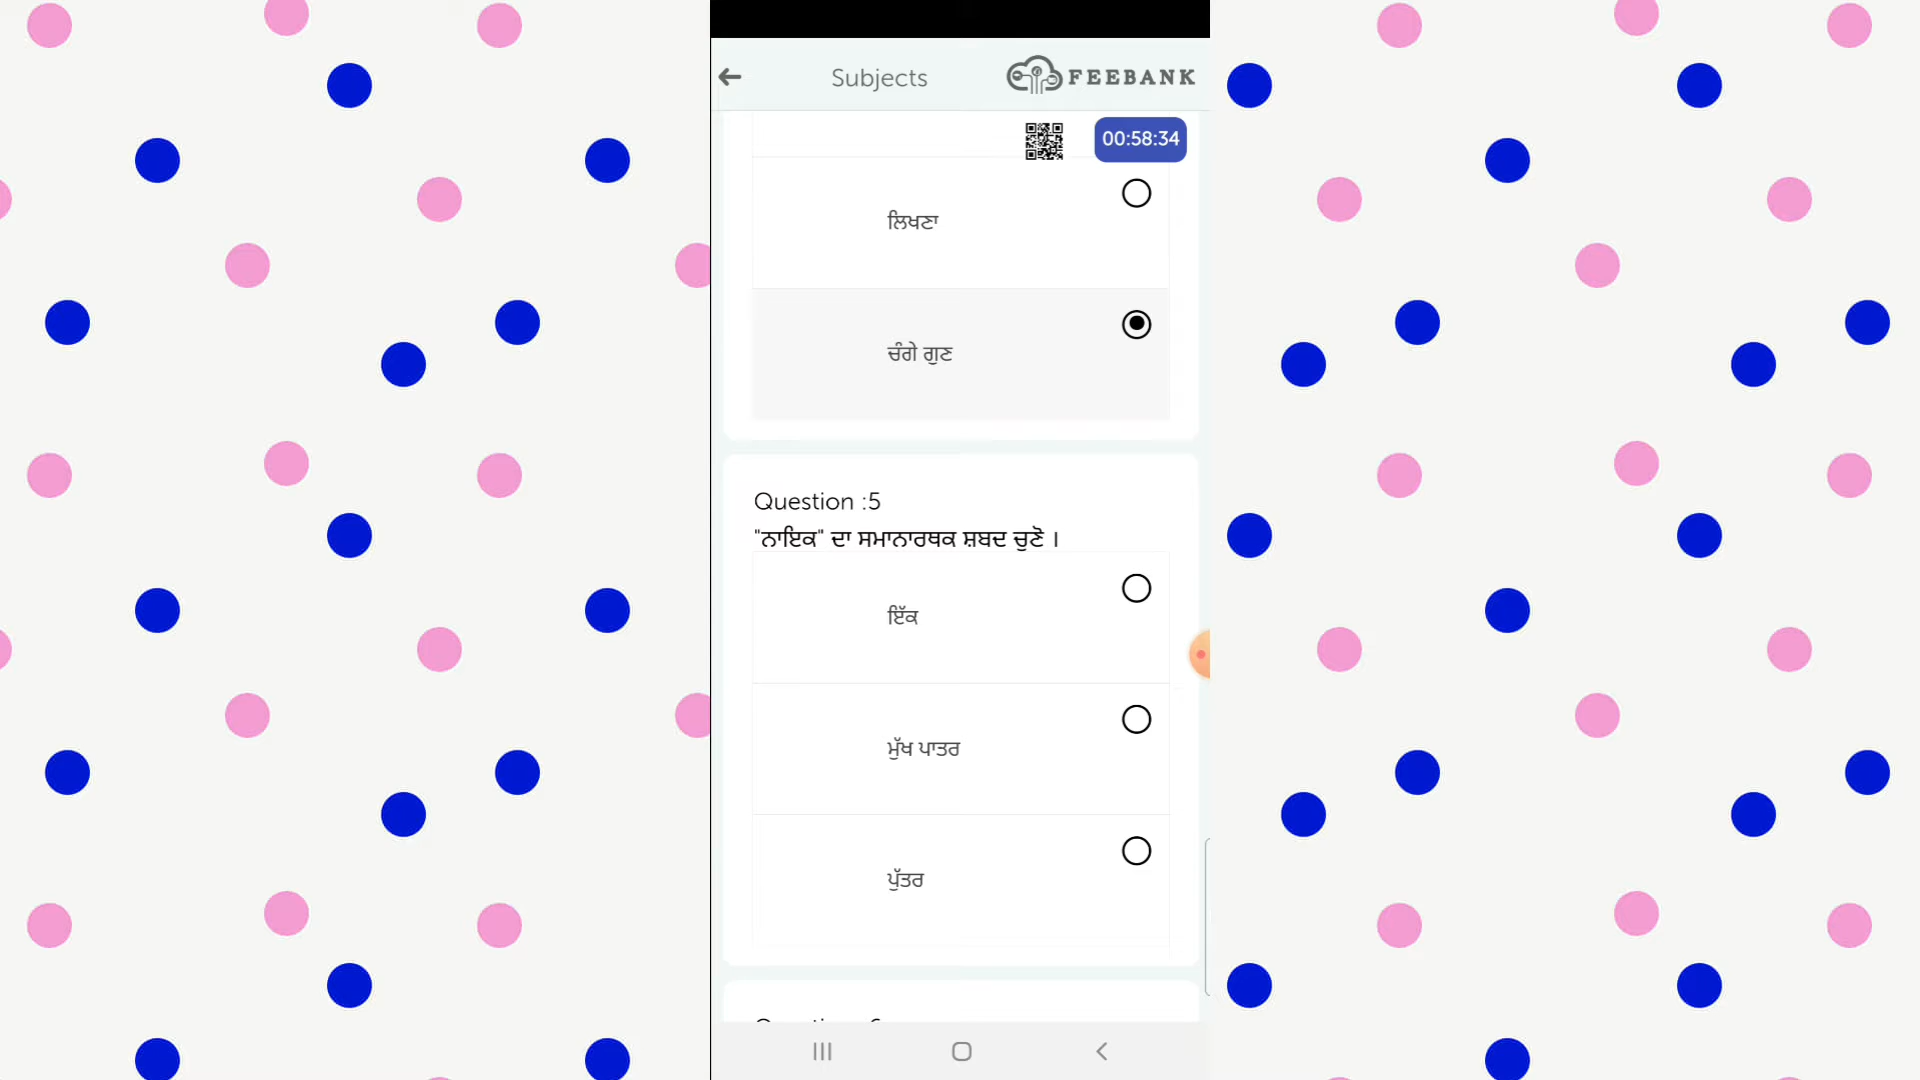 Subjects
FEEBANK
00:58:34
ਲਿਖਣਾ
ਚੰਗੇ ਗੁਣ
Question :5
"ਨਾਇਕ" ਦਾ ਸਮਾਨਾਰਥਕ ਸ਼ਬਦ ਚੁਣੋ ।
ਇੱਕ
ਮੁੱਖ ਪਾਤਰ
ਪੁੱਤਰ